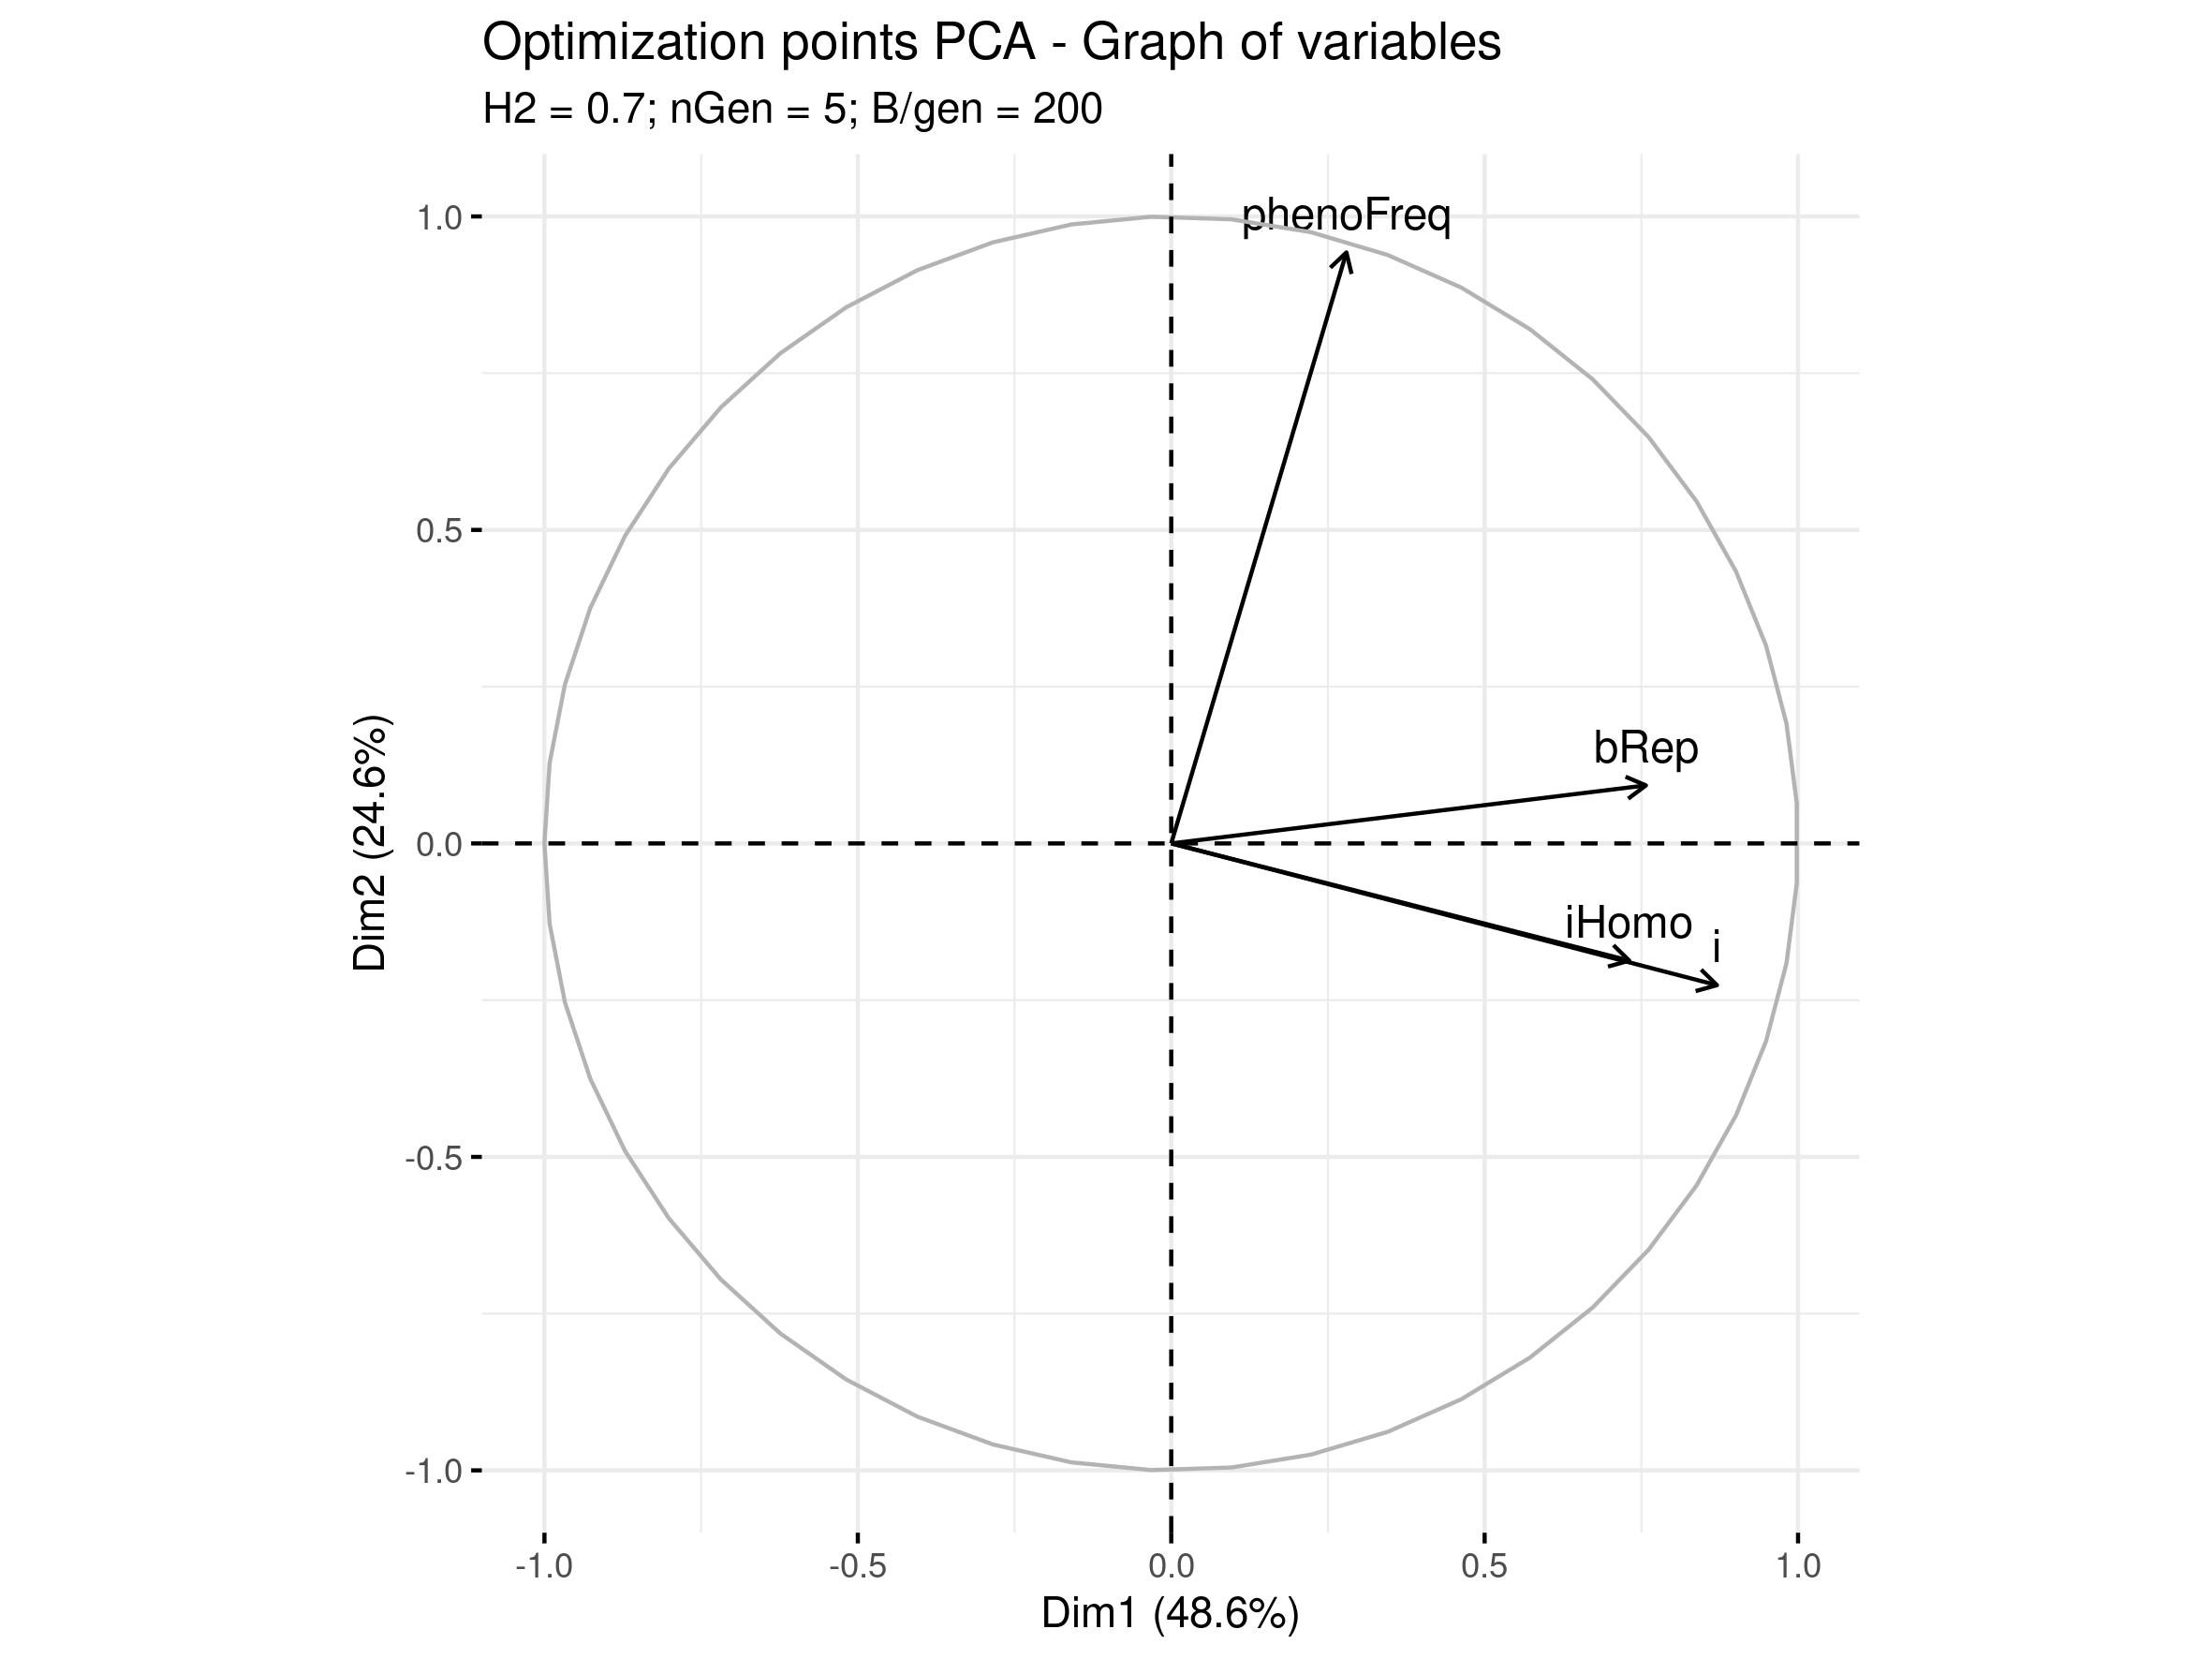 Optimization points PCA - Graph of variables
H2 = 0.7; nGen = 5; B/gen = 200
phenoFreq
bRep
iHomo
i
1.0
0.5
0.0
-0.5
-1.0
Dim2 (24.6%)
-1.0
-0.5
0.0
0.5
1.0
Dim1 (48.6%)